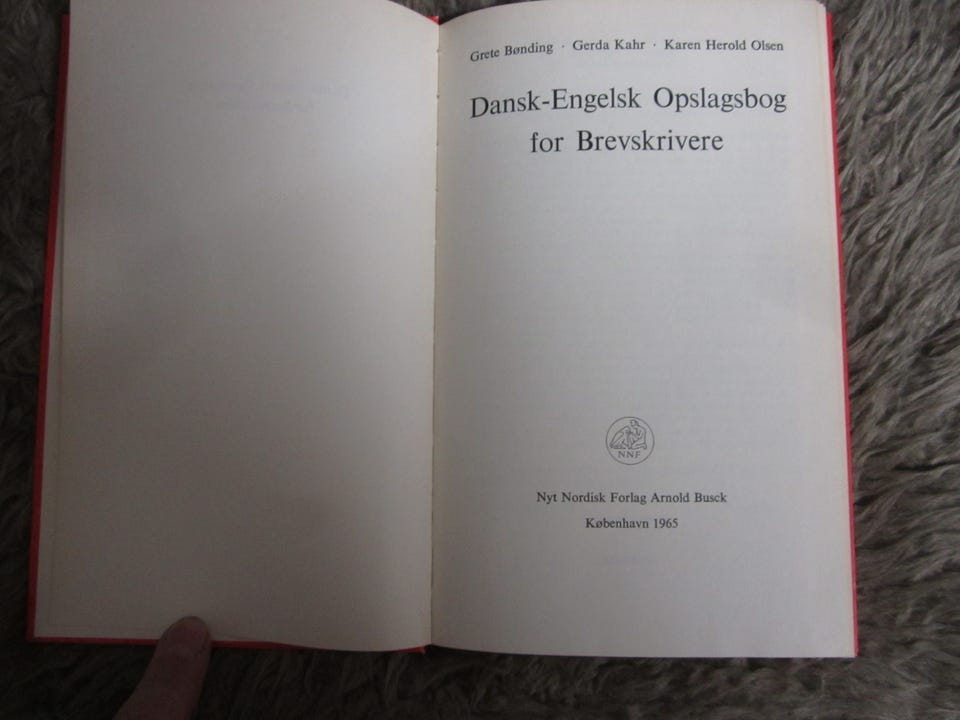 Grete Bønding · Gerda Kahr · Karen Herold Olsen
Dansk-Engelsk Opslagsbog
for Brevskrivere
NNF
Nyt Nordisk Forlag Arnold Busck
København 1965